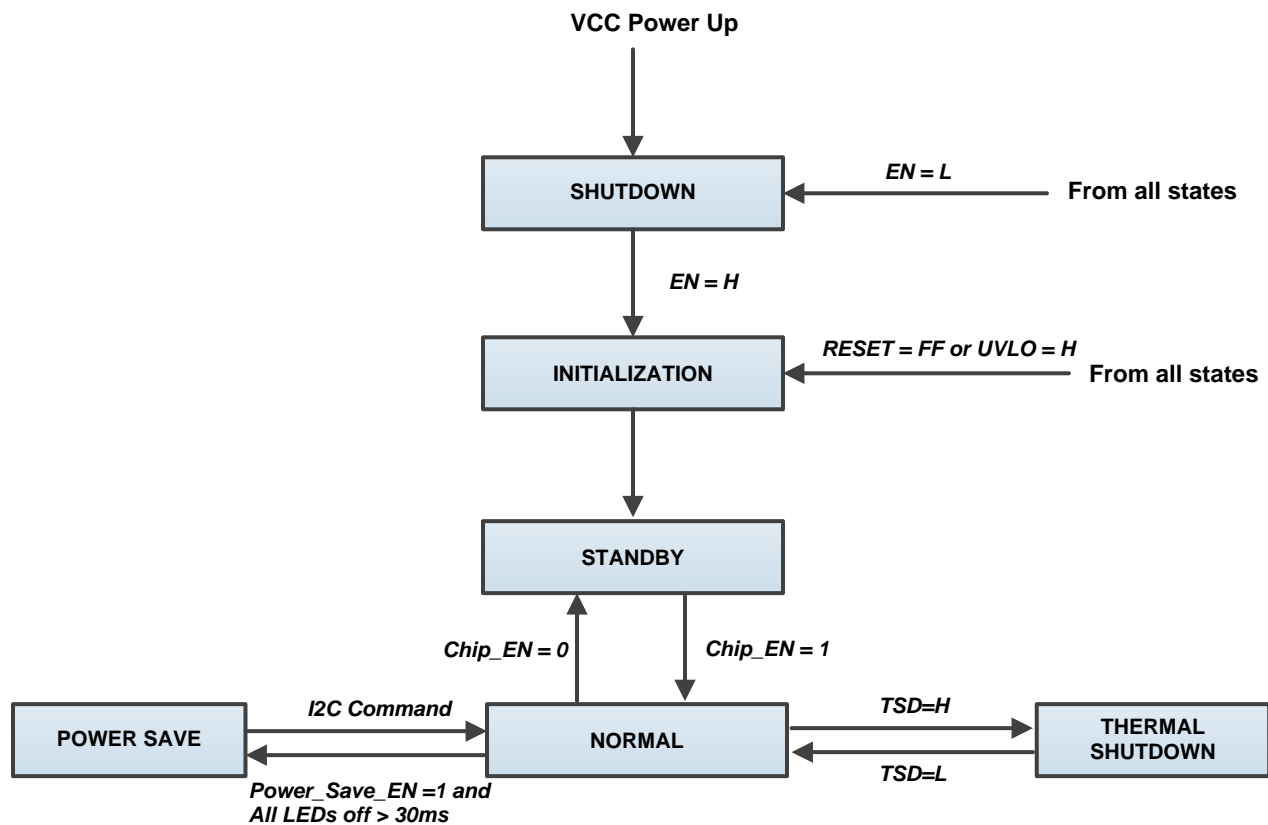 VCC Power Up
SHUTDOWN
EN = L
From all states
EN = H
INITIALIZATION
RESET = FF or UVLO = H
From all states
STANDBY
Chip_EN = 0
Chip_EN = 1
POWER SAVE
I2C Command
NORMAL
TSD=H
THERMAL
SHUTDOWN
TSD=L
Power_Save_EN =1 and
All LEDs off > 30ms